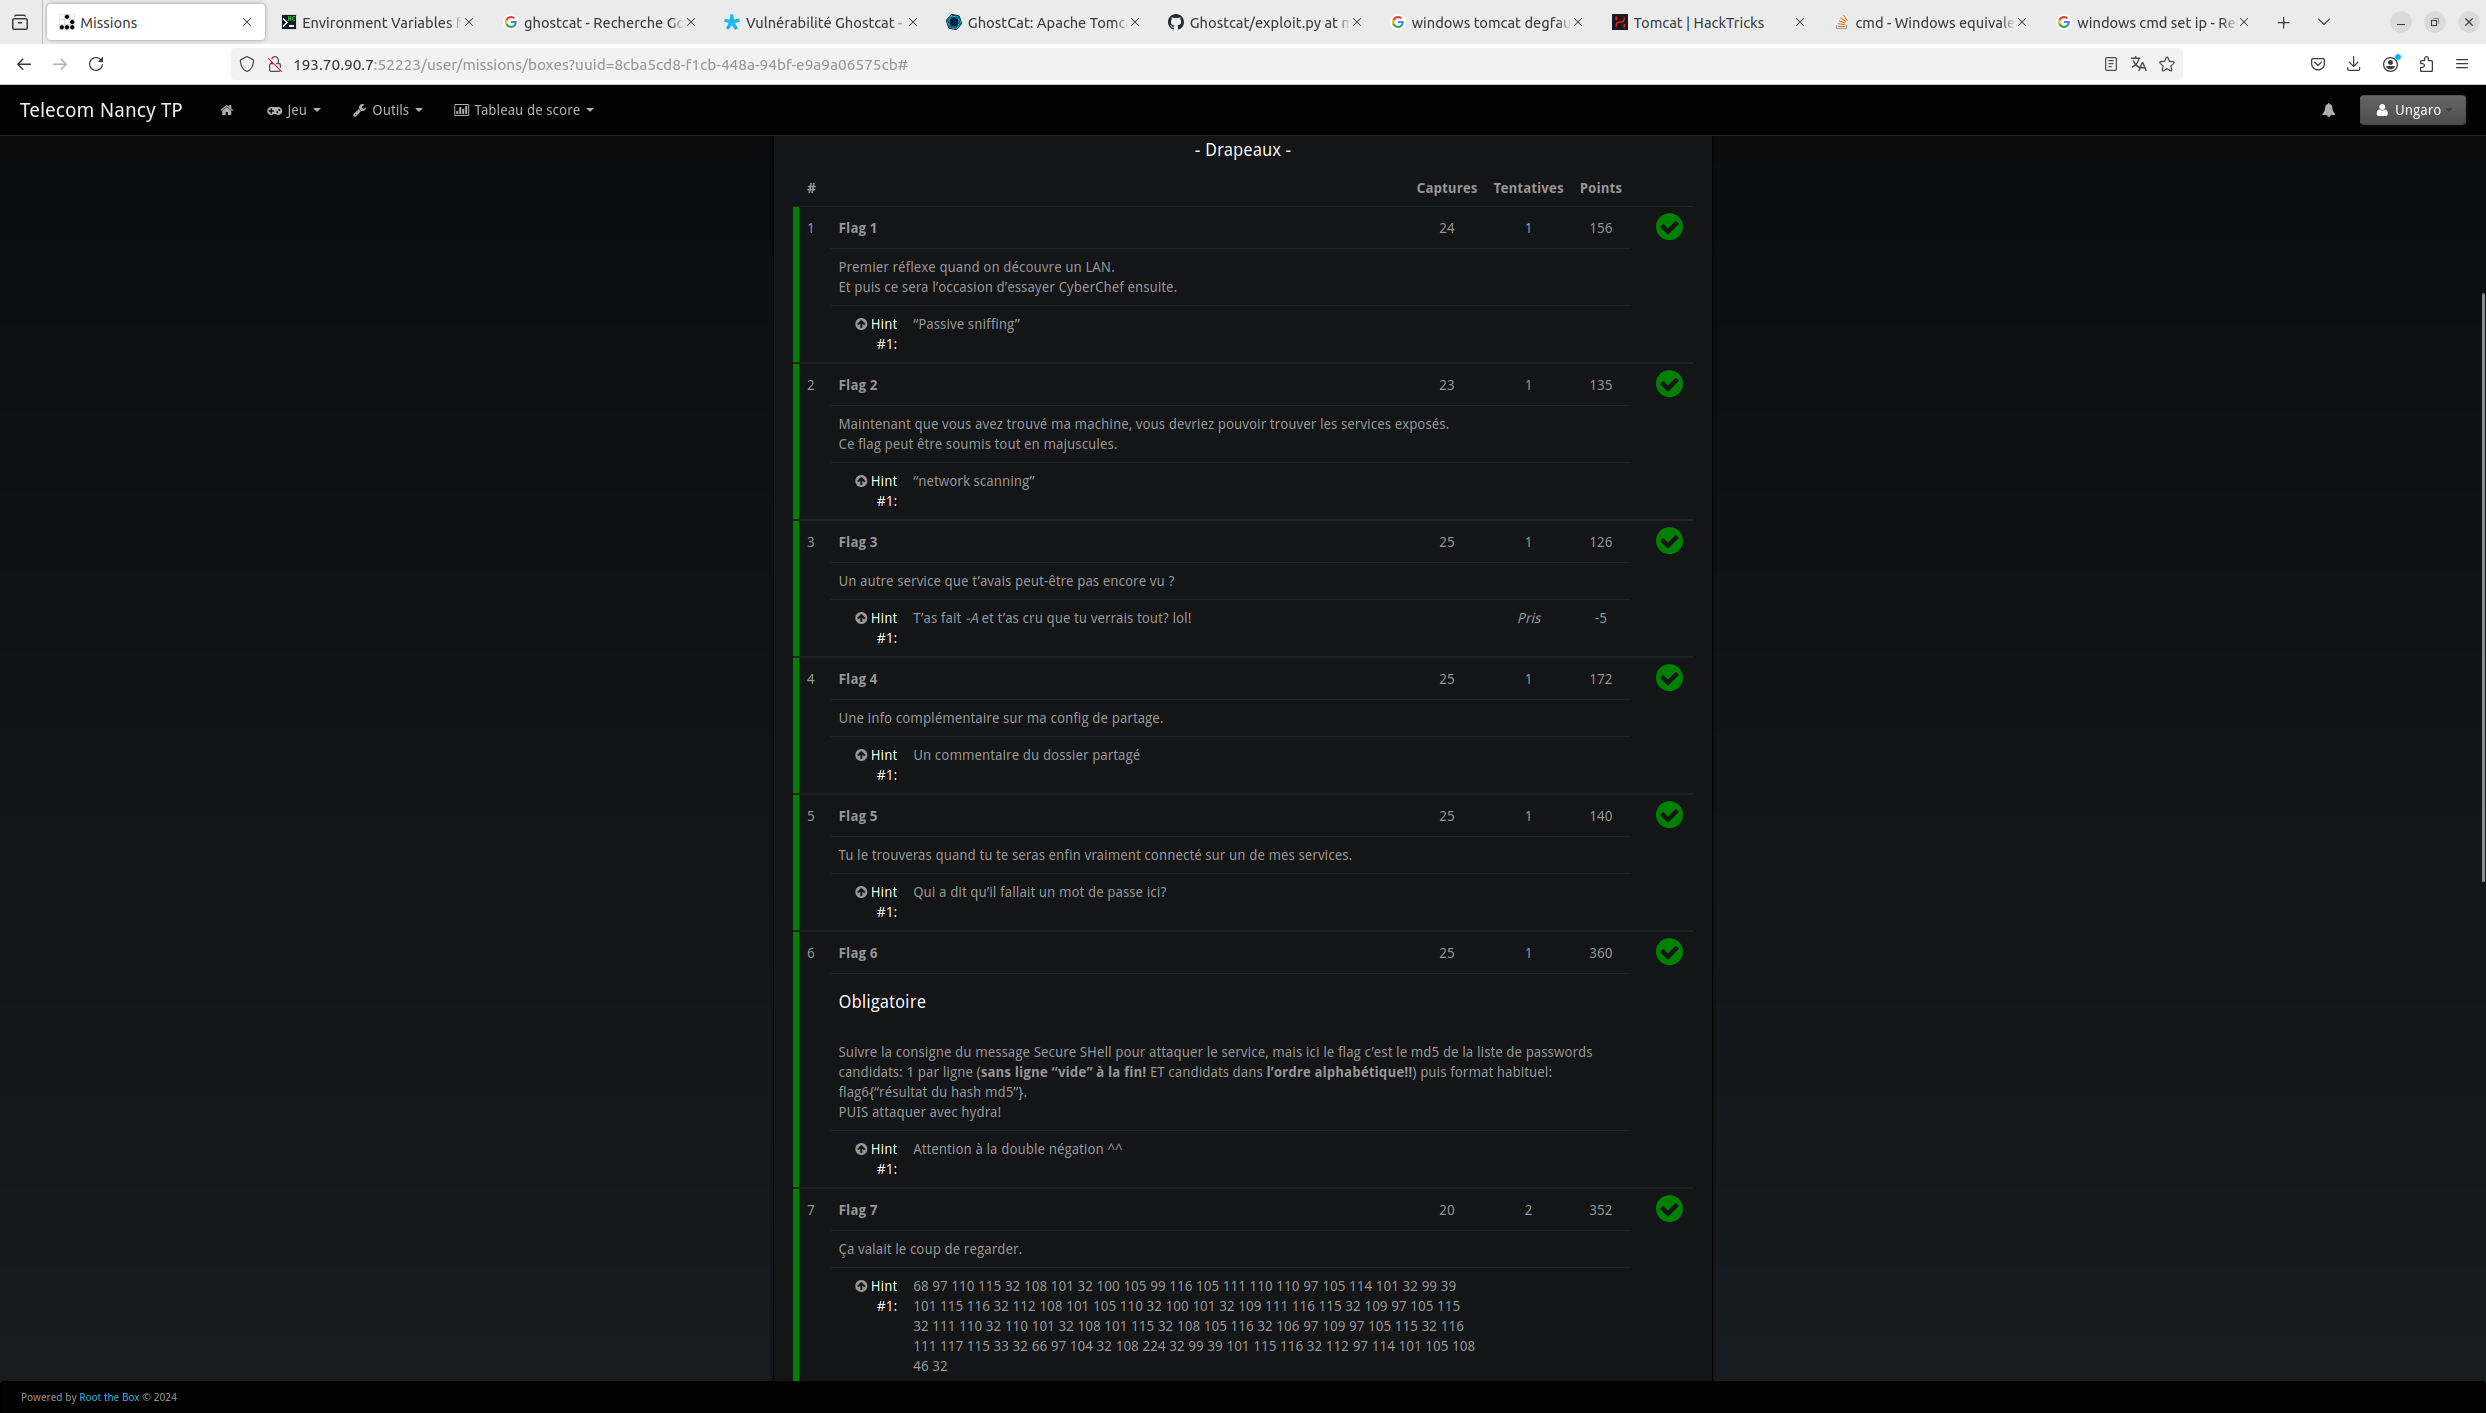 Missions
Environment Variables f
ghostcat - Recherche Go
Vulnérabilité Ghostcat -
GhostCat: Apache Tomc
Ghostcat/exploit.py at m
windows tomcat degfau
Tomcat | HackTricks
cmd - Windows equivale
windows cmd set ip - Re
193.70.90.7:52223/user/missions/boxes?uuid=8cba5cd8-f1cb-448a-94bf-e9a9a06575cb#
Telecom Nancy TP
Jeu
Outils
Tableau de score
Ungaro
- Drapeaux -
# Captures Tentatives Points
1 Flag 1 24 1 156
Premier réflexe quand on découvre un LAN.
Et puis ce sera l’occasion d’essayer CyberChef ensuite.
Hint “Passive sniffing”
#1:
2 Flag 2 23 1 135
Maintenant que vous avez trouvé ma machine, vous devriez pouvoir trouver les services exposés.
Ce flag peut être soumis tout en majuscules.
Hint “network scanning”
#1:
3 Flag 3 25 1 126
Un autre service que t’avais peut-être pas encore vu ?
Hint T’as fait -A et t’as cru que tu verrais tout? lol! Pris -5
#1:
4 Flag 4 25 1 172
Une info complémentaire sur ma config de partage.
Hint Un commentaire du dossier partagé
#1:
5 Flag 5 25 1 140
Tu le trouveras quand tu te seras enfin vraiment connecté sur un de mes services.
Hint Qui a dit qu’il fallait un mot de passe ici?
#1:
6 Flag 6 25 1 360
Obligatoire
Suivre la consigne du message Secure SHell pour attaquer le service, mais ici le flag c’est le md5 de la liste de passwords
candidats: 1 par ligne (sans ligne “vide” à la fin! ET candidats dans l’ordre alphabétique!!) puis format habituel:
flag6{“résultat du hash md5”}.
PUIS attaquer avec hydra!
Hint Attention à la double négation ^^
#1:
7 Flag 7 20 2 352
Ça valait le coup de regarder.
Hint 68 97 110 115 32 108 101 32 100 105 99 116 105 111 110 110 97 105 114 101 32 99 39
#1: 101 115 116 32 112 108 101 105 110 32 100 101 32 109 111 116 115 32 109 97 105 115
32 111 110 32 110 101 32 108 101 115 32 108 105 116 32 106 97 109 97 105 115 32 116
111 117 115 33 32 66 97 104 32 108 224 32 99 39 101 115 116 32 112 97 114 101 105 108
46 32
Powered by Root the Box © 2024